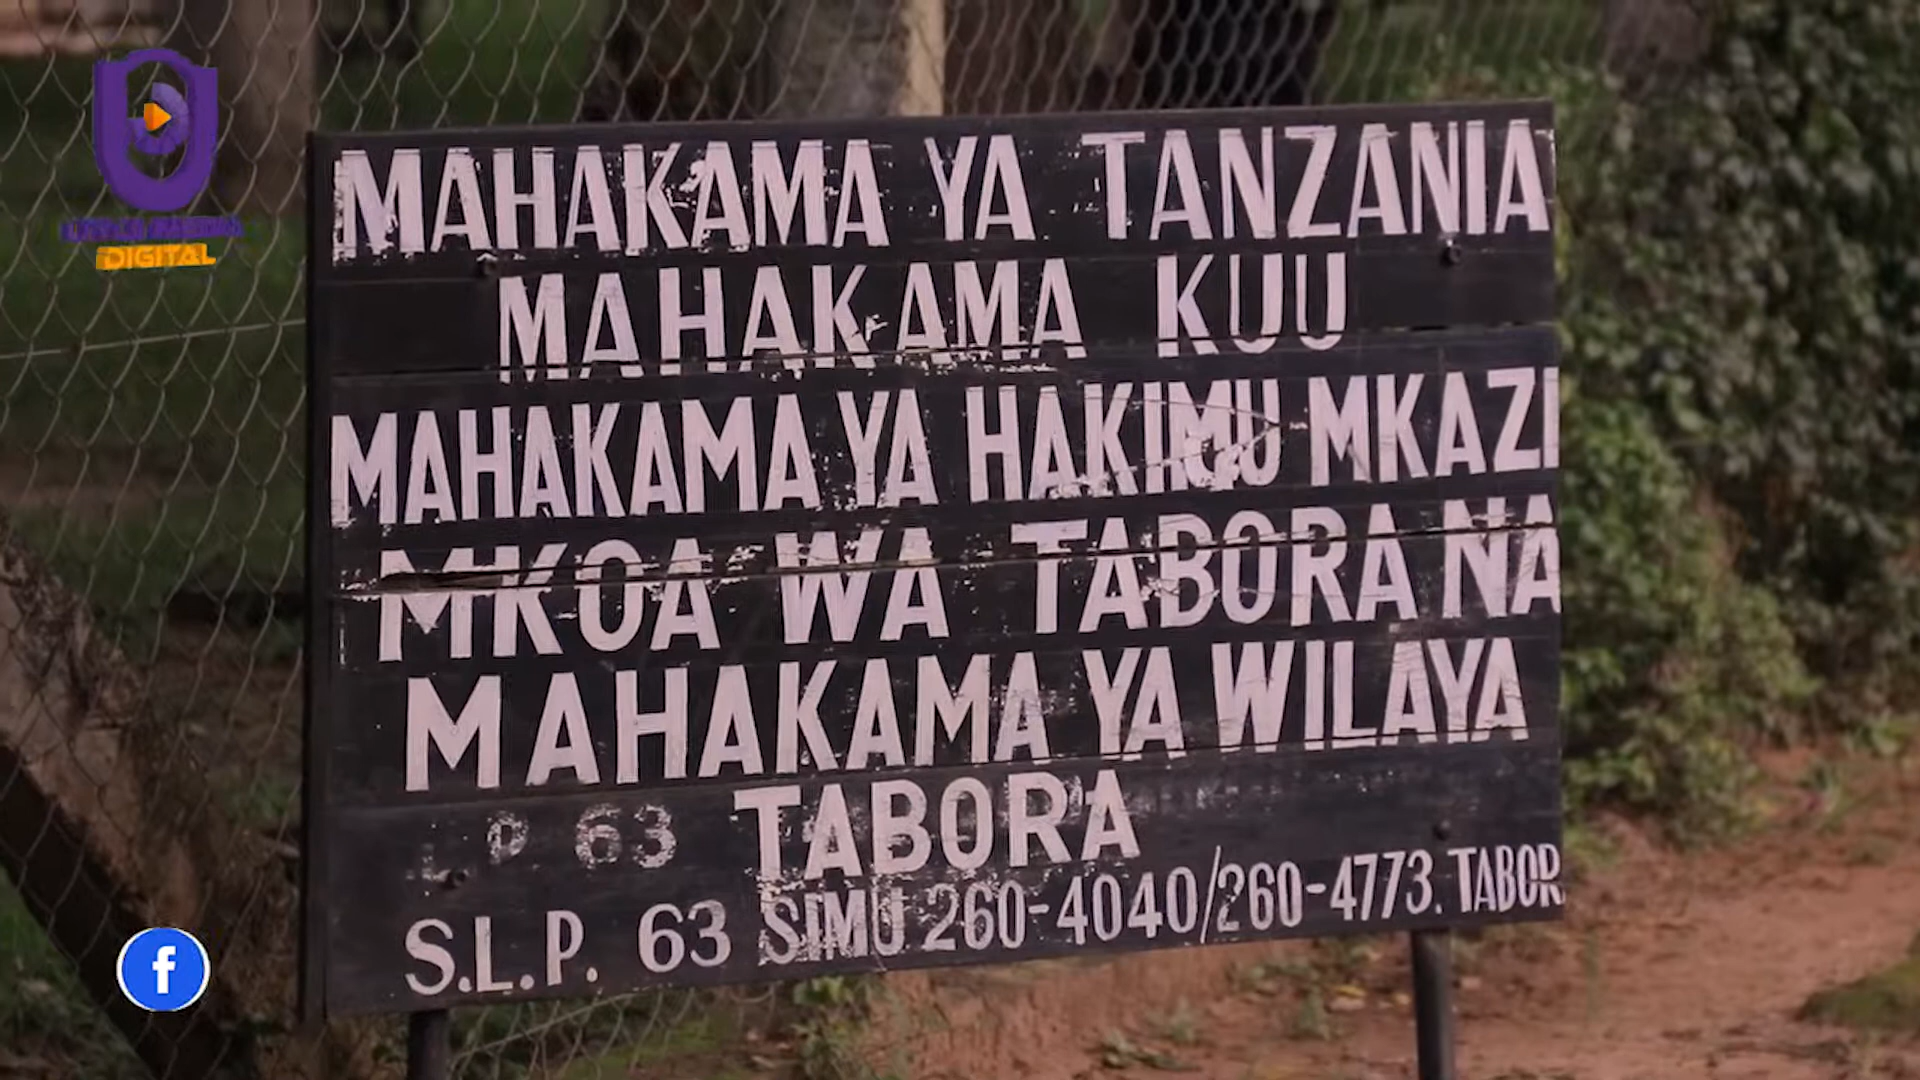 MAHAKAMA YA TANZANIA
MAHAKAMA KUU
MAHAKAMA YA HAKIMU MKAZI
MKOA WA TABORA NA
MAHAKAMA YA WILAYA
P 63 TABORA
S.L.P. 63 SIMU 260-4040/260-4773. TABOR
DIGITAL
f